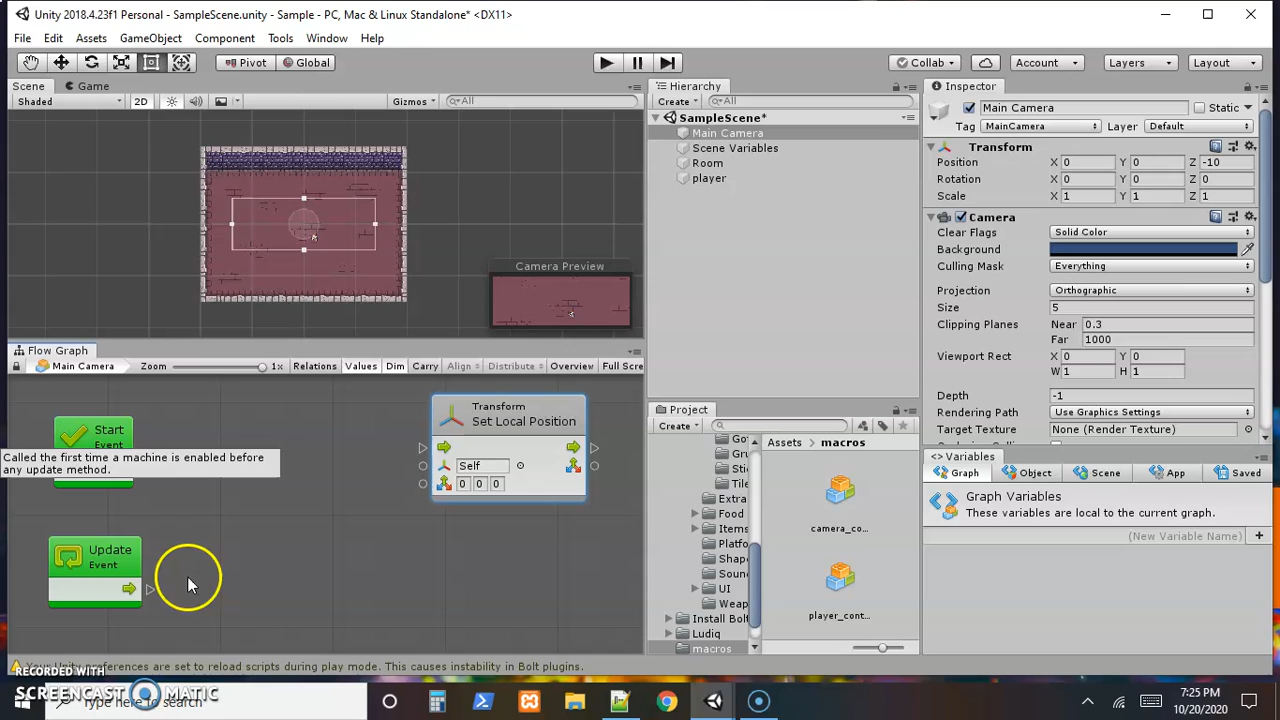 Unity 2018.4.23f1 Personal - SampleScene.unity - Sample - PC, Mac & Linux Standalone* <DX11>
File Edit Assets GameObject Component Tools Window Help
Pivot Global Collab Account Layers Layout
Scene Game
Shaded 2D Gizmos All
Camera Preview
Hierarchy
Create All
SampleScene*
Main Camera
Scene Variables
Room
player
Inspector
Main Camera Static
Tag MainCamera Layer Default
Transform
Position X 0 Y 0 Z -10
Rotation X 0 Y 0 Z 0
Scale X 1 Y 1 Z 1
Camera
Clear Flags Solid Color
Background
Culling Mask Everything
Projection Orthographic
Size 5
Clipping Planes Near 0.3
Far 1000
Viewport Rect X 0 Y 0
W 1 H 1
Depth -1
Rendering Path Use Graphics Settings
Target Texture None (Render Texture)
Flow Graph
Main Camera Zoom 1x Relations Values Dim Carry Align Distribute Overview Full Scre
Start
Event
Called the first time a machine is enabled before
any update method.
Update
Event
Transform
Set Local Position
Self
0 0 0
Project
Create
Assets macros
Got
Gru
Stic
Tile
Extra
Food
Items
Platfo
Shap
Soun
UI
Weap
Install Bolt
Ludiq
macros
camera_co...
player_cont...
Variables
Graph Object Scene App Saved
Graph Variables
These variables are local to the current graph.
(New Variable Name)
Your Unity preferences are set to reload scripts during play mode. This causes instability in Bolt plugins.
RECORDED WITH
SCREENCAST MATIC
Type here to search
7:25 PM
10/20/2020